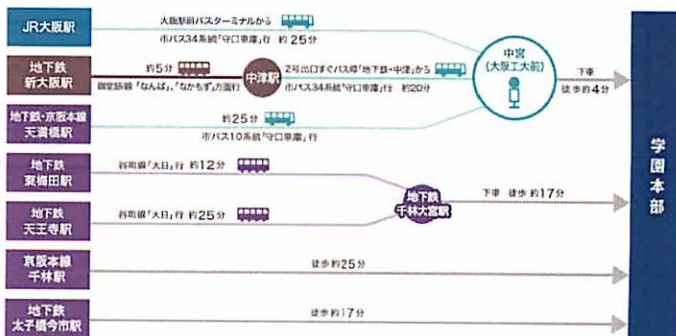 JR大阪駅
大阪駅前バスターミナルから
市バス34系統「守口車庫」行 約25分
地下鉄
新大阪駅
約5分
御堂筋線「なんば」、「なかもず」方面行
中津駅
2号出口すぐバス停「地下鉄・中津」から
市バス34系統「守口車庫」行 約20分
中宮
(大阪工大前)
下車
徒歩約4分
地下鉄・京阪本線
天満橋駅
約25分
市バス10系統「守口車庫」行
地下鉄
東梅田駅
谷町線「大日」行 約12分
地下鉄
千林大宮駅
下車 徒歩 約17分
地下鉄
天王寺駅
谷町線「大日」行 約25分
京阪本線
千林駅
徒歩約25分
地下鉄
太子橋今市駅
徒歩約17分
学園本部